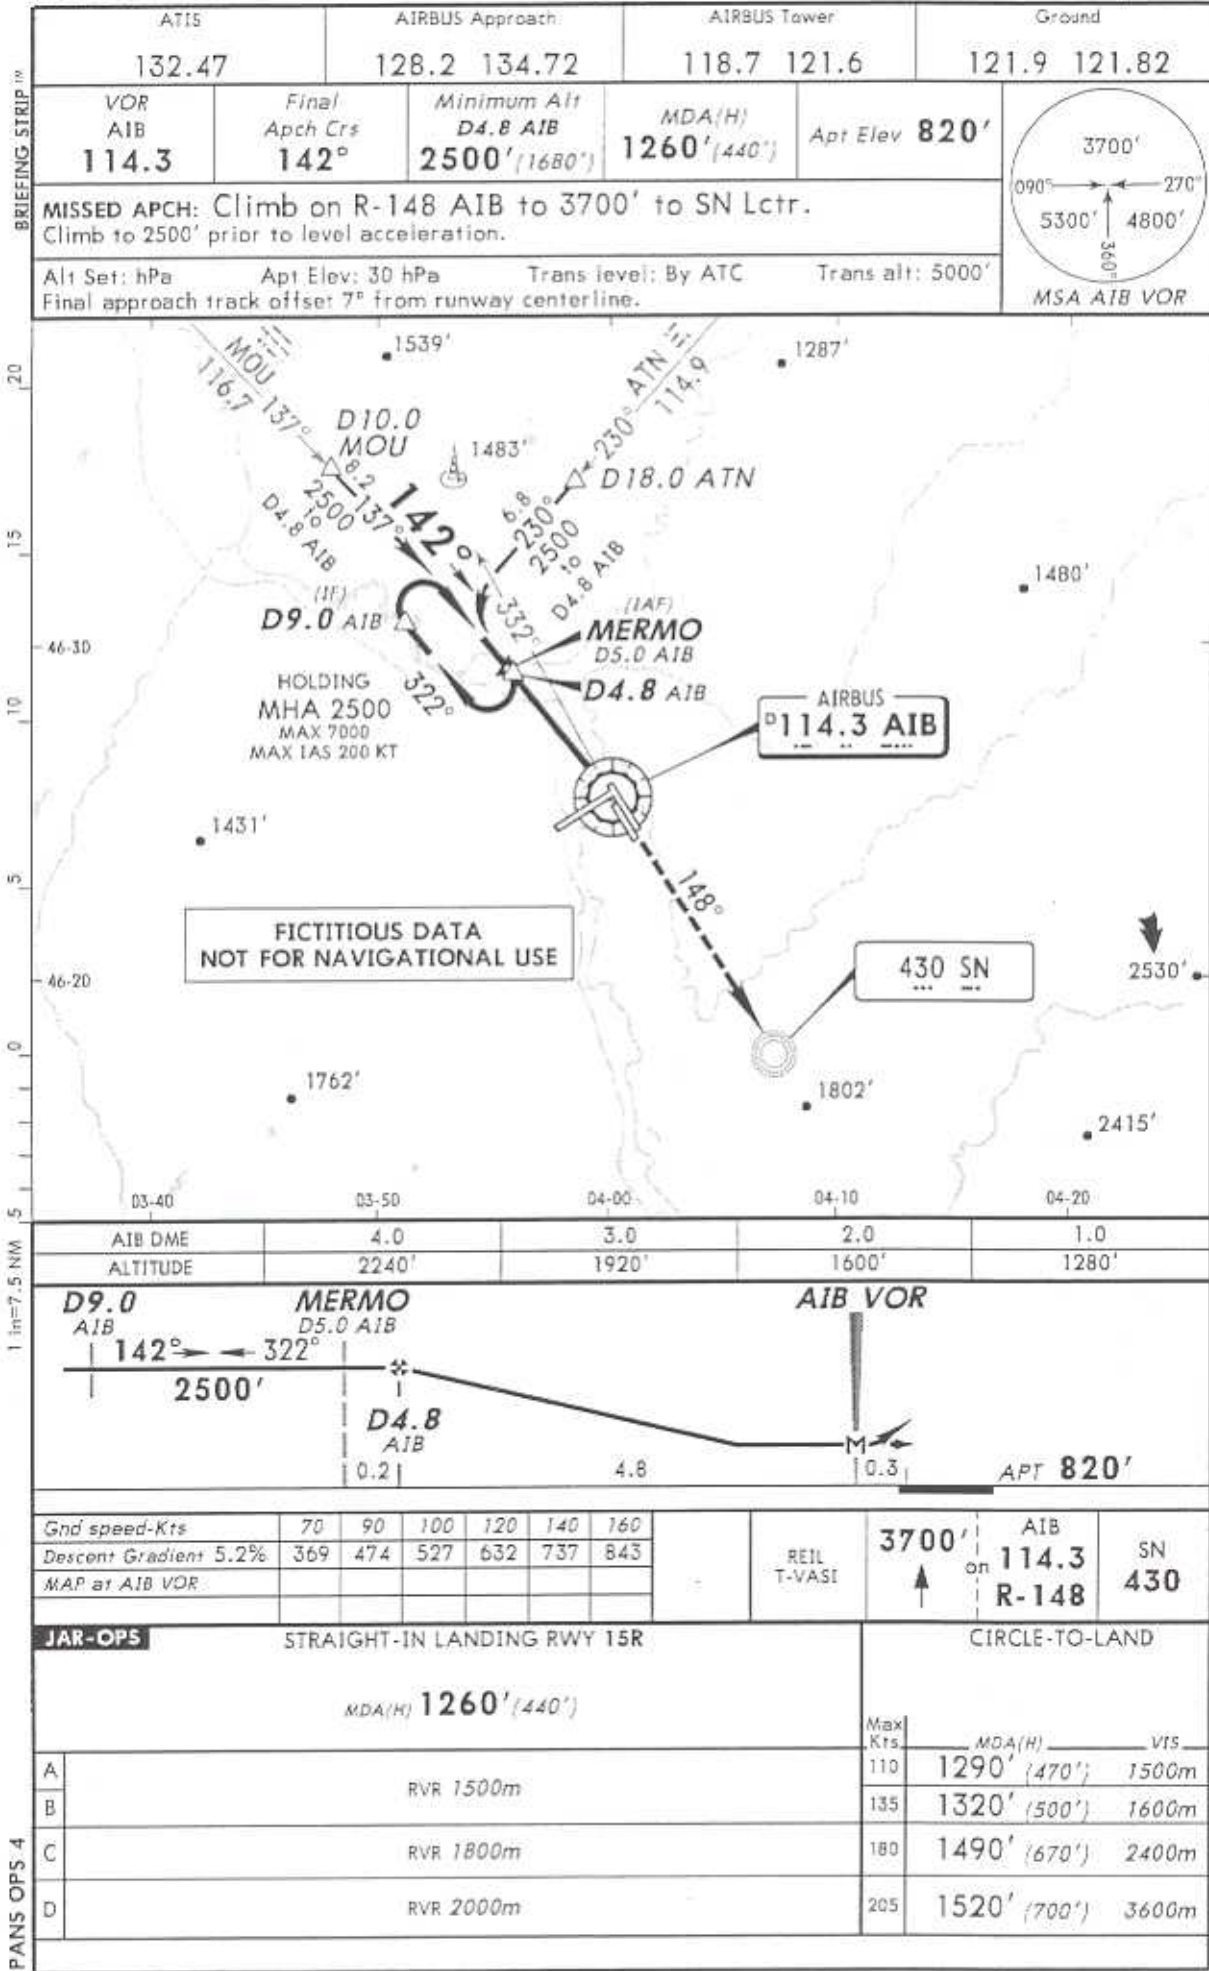 ATIS
132.47
AIRBUS Approach
128.2 134.72
AIRBUS Tower
118.7 121.6
Ground
121.9 121.82
BRIEFING STRIP ™
VOR
AIB
114.3
Final
Apch Crs
142°
Minimum Alt
D4.8 AIB
2500'(1680')
MDA(H)
1260'(440')
Apt Elev 820'
3700'
090°
270°
5300' 4800'
360°
MSA AIB VOR
MISSED APCH: Climb on R-148 AIB to 3700' to SN Lctr.
Climb to 2500' prior to level acceleration.
Alt Set: hPa Apt Elev: 30 hPa Trans level: By ATC Trans alt: 5000'
Final approach track offset 7° from runway centerline.
MOU
116.7
137°
1539'
1287'
ATN
114.9
230°
D10.0
MOU
1483'
D18.0 ATN
8.2
137°
2500
to
D4.8 AIB
142°
6.8
230°
2500
to
D4.8 AIB
332°
1480'
(IF)
D9.0 AIB
(IAF)
MERMO
D5.0 AIB
D4.8 AIB
46-30
HOLDING
MHA 2500
MAX 7000
MAX IAS 200 KT
322°
AIRBUS
D 114.3 AIB
1431'
148°
FICTITIOUS DATA
NOT FOR NAVIGATIONAL USE
430 SN
2530'
46-20
1762'
1802'
2415'
03-40 03-50 04-00 04-10 04-20
20
15
10
5
0
5
1 in=7.5 NM
AIB DME 4.0 3.0 2.0 1.0
ALTITUDE 2240' 1920' 1600' 1280'
D9.0
AIB
MERMO
D5.0 AIB
AIB VOR
142° 322°
2500'
D4.8
AIB
M
0.2 4.8 0.3
APT 820'
Gnd speed-Kts 70 90 100 120 140 160
Descent Gradient 5.2% 369 474 527 632 737 843
MAP at AIB VOR
REIL
T-VASI
3700'
on
AIB
114.3
R-148
SN
430
JAR-OPS
STRAIGHT-IN LANDING RWY 15R
CIRCLE-TO-LAND
MDA(H) 1260'(440')
Max
Kts
MDA(H) VIS
A
B
RVR 1500m
110 1290' (470') 1500m
135 1320' (500') 1600m
C RVR 1800m 180 1490' (670') 2400m
D RVR 2000m 205 1520' (700') 3600m
PANS OPS 4